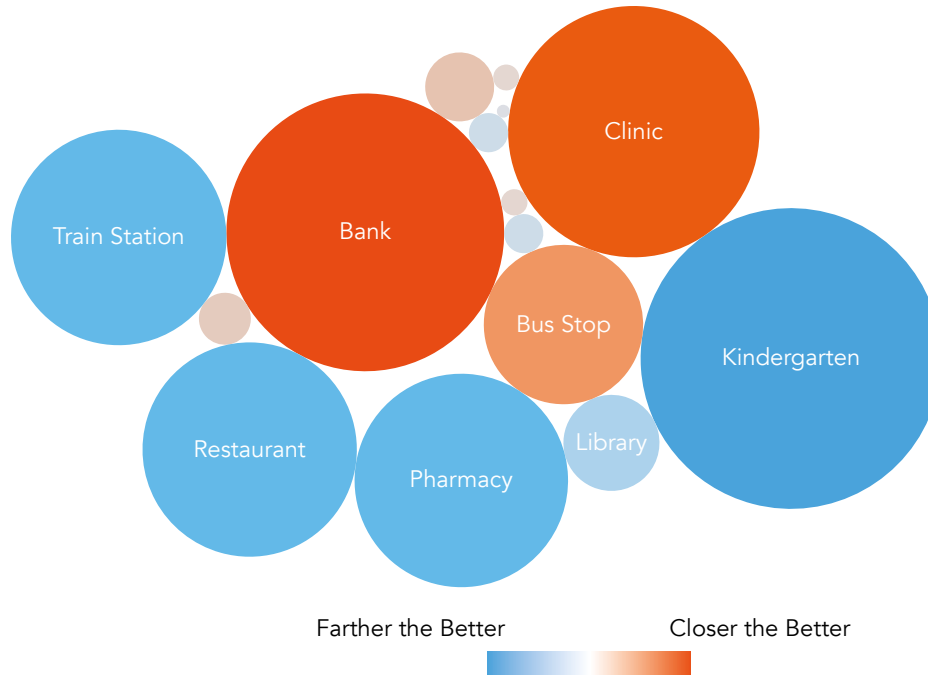 Clinic
Train Station
Bank
Bus Stop
Kindergarten
Restaurant
Library
Pharmacy
Farther the Better
Closer the Better